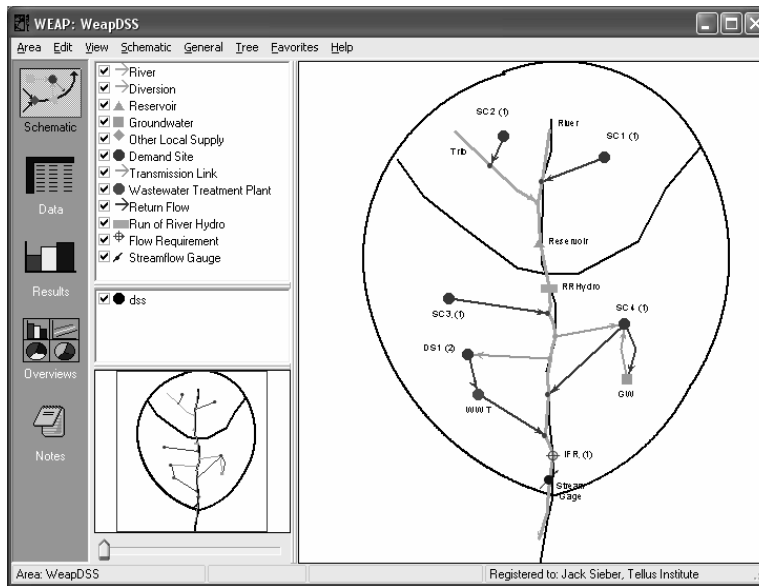 WEAP: WeapDSS
Area Edit View Schematic General Tree Favorites Help
Schematic
Data
Results
Overviews
Notes
River
Diversion
Reservoir
Groundwater
Other Local Supply
Demand Site
Transmission Link
Wastewater Treatment Plant
Return Flow
Run of River Hydro
Flow Requirement
Streamflow Gauge
dss
SC2 (1)
River
SC1 (1)
Trib
Reservoir
RRHydro
SC3, (1)
SC4 (1)
DS1 (2)
GW
WWT
IFR, (1)
Stream
Gage
Area: WeapDSS
Registered to: Jack Sieber, Tellus Institute